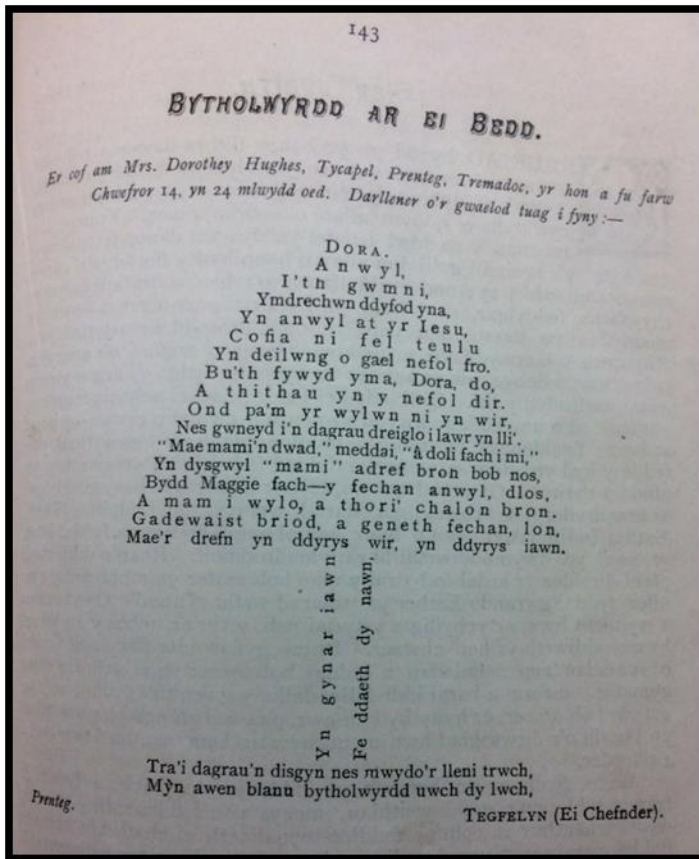 143
BYTHOLWYRDD AR EI BEDD.
Er cof am Mrs. Dorothey Hughes, Tycapel, Prenteg, Tremadoc, yr hon a fu farw
Chwefror 14, yn 24 mlwydd oed. Darllener o'r gwaelod tuag i fyny:—
DORA.
Anwyl,
I'th gwmni,
Ymdrechwn ddyfod yna,
Yn anwyl at yr Iesu,
Cofia ni fel teulu
Yn deilwng o gael nefol fro.
Bu'th fywyd yma, Dora, do,
A thithau yn y nefol dir.
Ond pa'm yr wylwn ni yn wir,
Nes gwneyd i'n dagrau dreiglo i lawr yn lli'.
"Mae mami'n dwad," meddai, "â doli fach i mi,"
Yn dysgwyl "mami" adref bron bob nos,
Bydd Maggie fach—y fechan anwyl, dlos,
A mam i wylo, a thori' chalon bron.
Gadewaist briod, a geneth fechan, lon,
Mae'r drefn yn ddyrys wir, yn ddyrys iawn.
Yn gynar iawn
Fe ddaeth dy nawn,
Tra'i dagrau'n disgyn nes mwydo'r lleni trwch,
Mỳn awen blanu bytholwyrdd uwch dy lwch,
Prenteg.
TEGFELYN (Ei Chefnder).